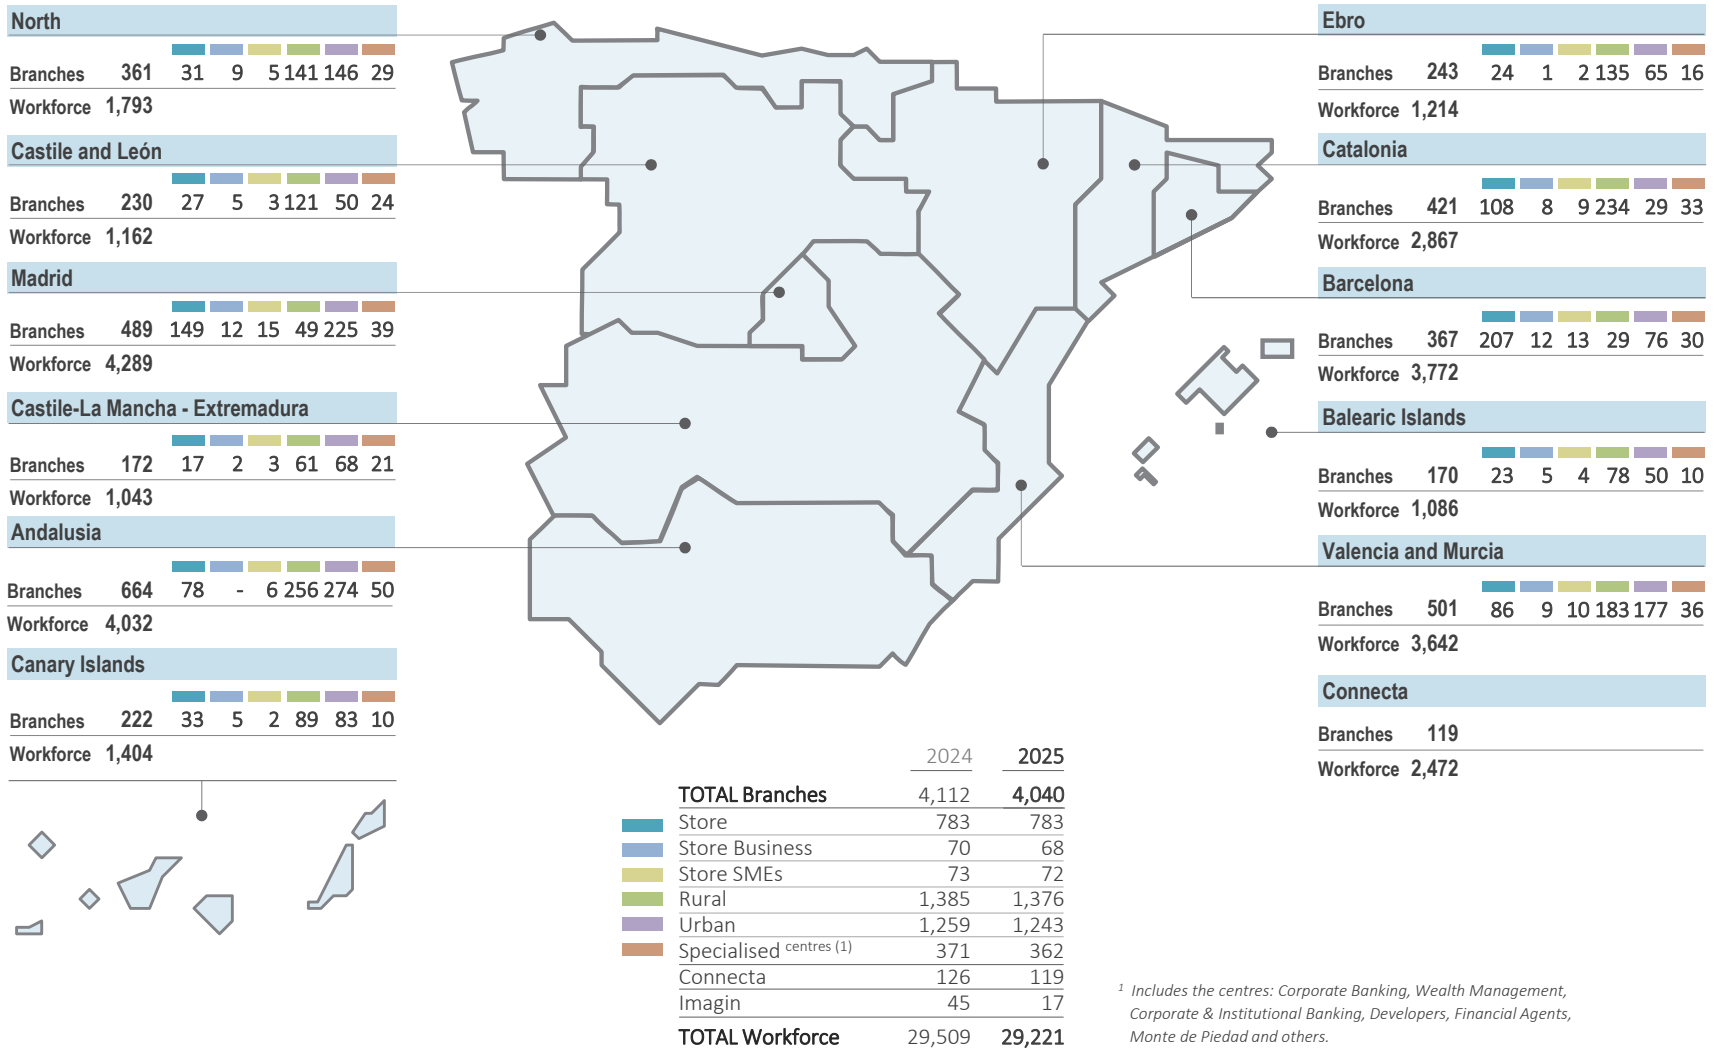 North
Branches 361 31 9 5 141 146 29
Workforce 1,793
Castile and León
Branches 230 27 5 3 121 50 24
Workforce 1,162
Madrid
Branches 489 149 12 15 49 225 39
Workforce 4,289
Castile-La Mancha - Extremadura
Branches 172 17 2 3 61 68 21
Workforce 1,043
Andalusia
Branches 664 78 - 6 256 274 50
Workforce 4,032
Canary Islands
Branches 222 33 5 2 89 83 10
Workforce 1,404
Ebro
Branches 243 24 1 2 135 65 16
Workforce 1,214
Catalonia
Branches 421 108 8 9 234 29 33
Workforce 2,867
Barcelona
Branches 367 207 12 13 29 76 30
Workforce 3,772
Balearic Islands
Branches 170 23 5 4 78 50 10
Workforce 1,086
Valencia and Murcia
Branches 501 86 9 10 183 177 36
Workforce 3,642
Connecta
Branches 119
Workforce 2,472
2024 2025
TOTAL Branches 4,112 4,040
Store 783 783
Store Business 70 68
Store SMEs 73 72
Rural 1,385 1,376
Urban 1,259 1,243
Specialised centres (1) 371 362
Connecta 126 119
Imagin 45 17
TOTAL Workforce 29,509 29,221
1 Includes the centres: Corporate Banking, Wealth Management,
Corporate & Institutional Banking, Developers, Financial Agents,
Monte de Piedad and others.